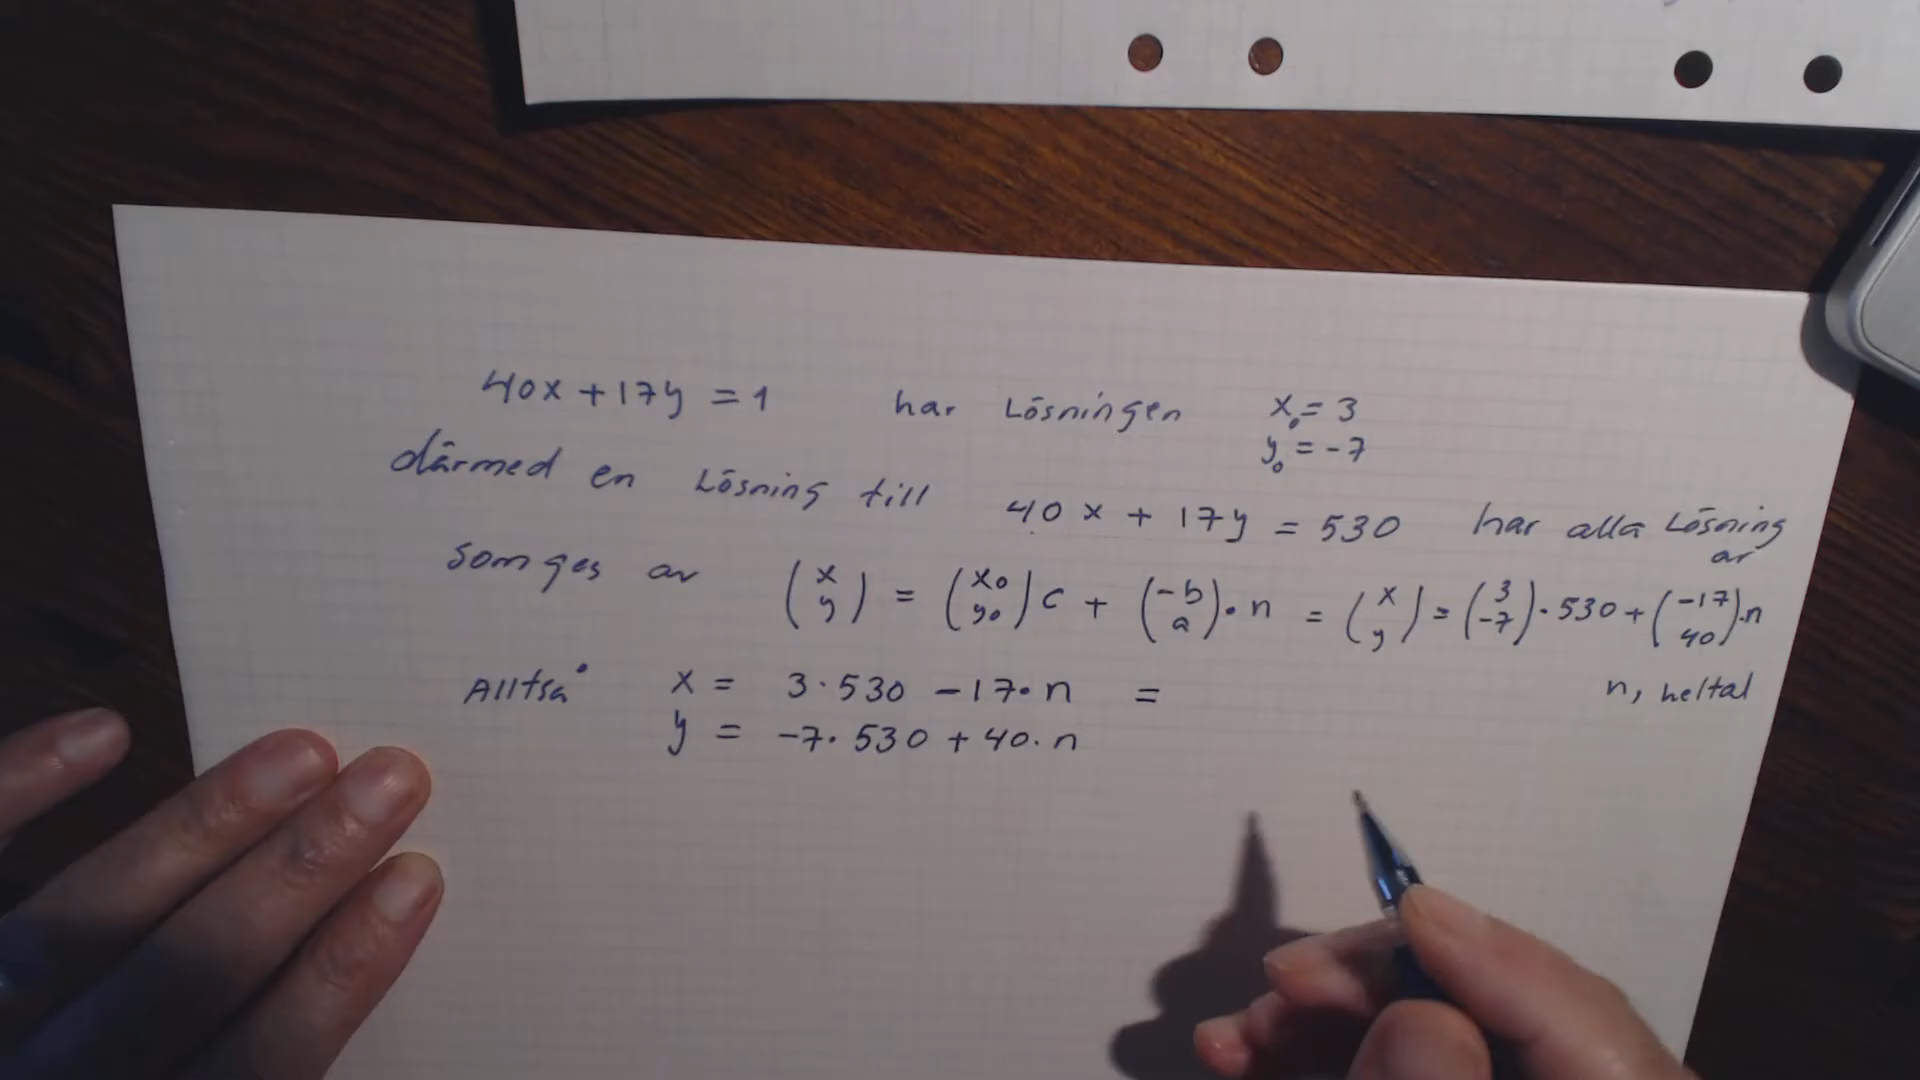 40x + 17y = 1 har Lösningen x₀ = 3
y₀ = -7
därmed en Lösning till 40x + 17y = 530 har alla Lösning
ar
som ges av (x y) = (x₀ y₀) c + (-b a) · n = (x y) = (3 -7) · 530 + (-17 40) · n
Alltså x = 3 · 530 - 17 · n = n, heltal
y = -7 · 530 + 40 · n